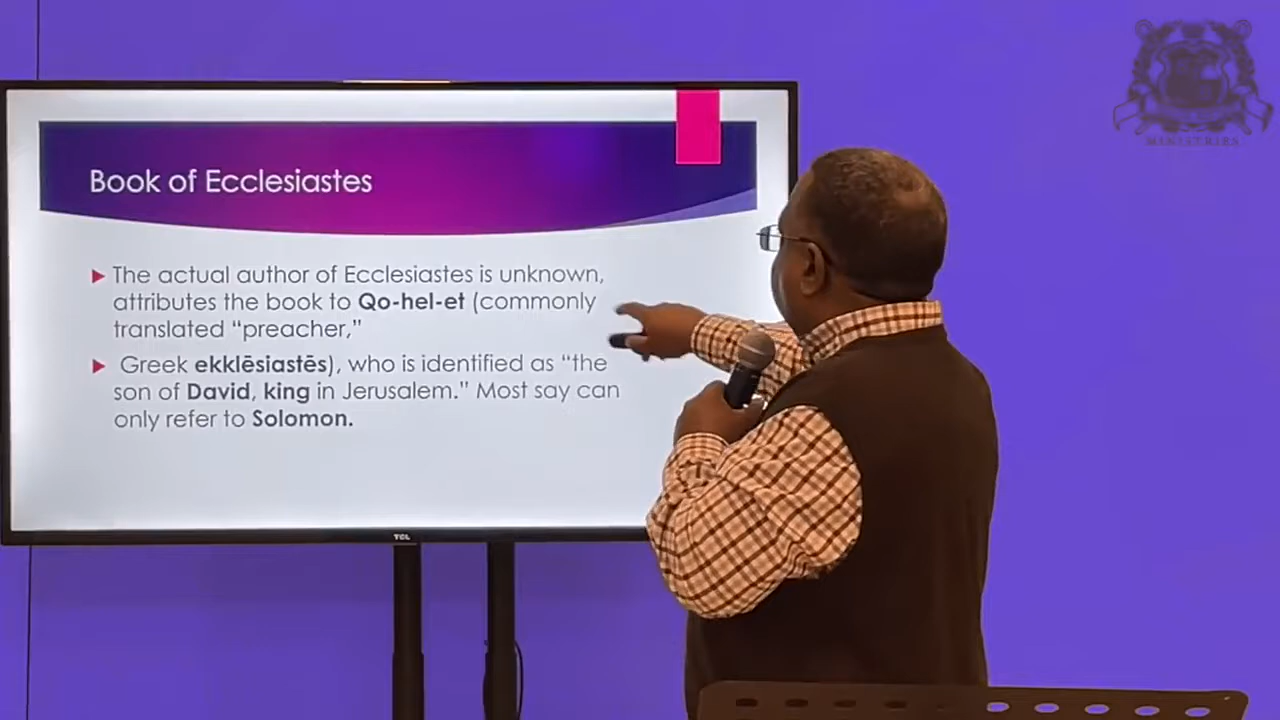 Book of Ecclesiastes
The actual author of Ecclesiastes is unknown,
attributes the book to Qo-hel-et (commonly
translated “preacher,”
Greek ekklēsiastēs), who is identified as “the
son of David, king in Jerusalem.” Most say can
only refer to Solomon.
TCL
MINISTRIES